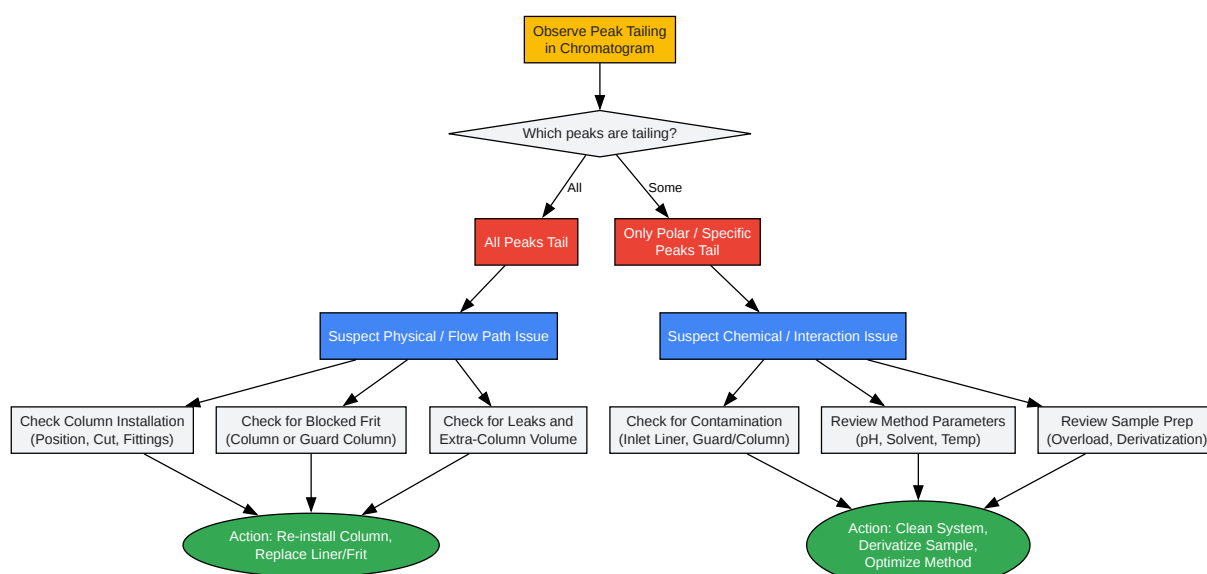 Observe Peak Tailing
in Chromatogram
Which peaks are tailing?
All
Some
All Peaks Tail
Only Polar / Specific
Peaks Tail
Suspect Physical / Flow Path Issue
Suspect Chemical / Interaction Issue
Check Column Installation
(Position, Cut, Fittings)
Check for Blocked Frit
(Column or Guard Column)
Check for Leaks and
Extra-Column Volume
Check for Contamination
(Inlet Liner, Guard/Column)
Review Method Parameters
(pH, Solvent, Temp)
Review Sample Prep
(Overload, Derivatization)
Action: Re-install Column,
Replace Liner/Frit
Action: Clean System,
Derivatize Sample,
Optimize Method